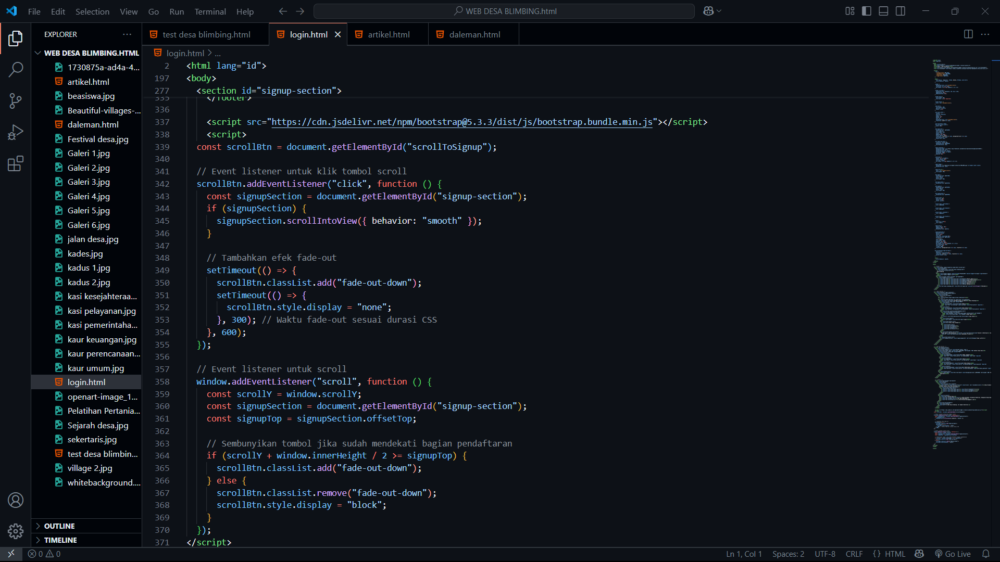 File Edit Selection View Go Run Terminal Help
WEB DESA BLIMBING.html
EXPLORER
WEB DESA BLIMBING.HTML
1730875a-ad4a-4...
artikel.html
beasiswa.jpg
Beautiful-villages-...
daleman.html
Festival desa.jpg
Galeri 1.jpg
Galeri 2.jpg
Galeri 3.jpg
Galeri 4.jpg
Galeri 5.jpg
Galeri 6.jpg
jalan desa.jpg
kades.jpg
kadus 1.jpg
kadus 2.jpg
kasi kesejahteraa...
kasi pelayanan.jpg
kasi pemerintaha...
kaur keuangan.jpg
kaur perencanaan...
kaur umum.jpg
login.html
openart-image_1...
Pelatihan Pertania...
Sejarah desa.jpg
sekertaris.jpg
test desa blimbin...
village 2.jpg
whitebackground....
OUTLINE
TIMELINE
test desa blimbing.html login.html artikel.html daleman.html
login.html > ...
2 <html lang="id">
197 <body>
277 <section id="signup-section">
335 </footer>
336
337 <script src="https://cdn.jsdelivr.net/npm/bootstrap@5.3.3/dist/js/bootstrap.bundle.min.js"></script>
338 <script>
339 const scrollBtn = document.getElementById("scrollToSignup");
340
341 // Event listener untuk klik tombol scroll
342 scrollBtn.addEventListener("click", function () {
343 const signupSection = document.getElementById("signup-section");
344 if (signupSection) {
345 signupSection.scrollIntoView({ behavior: "smooth" });
346 }
347
348 // Tambahkan efek fade-out
349 setTimeout(() => {
350 scrollBtn.classList.add("fade-out-down");
351 setTimeout(() => {
352 scrollBtn.style.display = "none";
353 }, 300); // Waktu fade-out sesuai durasi CSS
354 }, 600);
355 });
356
357 // Event listener untuk scroll
358 window.addEventListener("scroll", function () {
359 const scrollY = window.scrollY;
360 const signupSection = document.getElementById("signup-section");
361 const signupTop = signupSection.offsetTop;
362
363 // Sembunyikan tombol jika sudah mendekati bagian pendaftaran
364 if (scrollY + window.innerHeight / 2 >= signupTop) {
365 scrollBtn.classList.add("fade-out-down");
366 } else {
367 scrollBtn.classList.remove("fade-out-down");
368 scrollBtn.style.display = "block";
369 }
370 });
371 </script>
0 0
Ln 1, Col 1 Spaces: 2 UTF-8 CRLF {} HTML Go Live